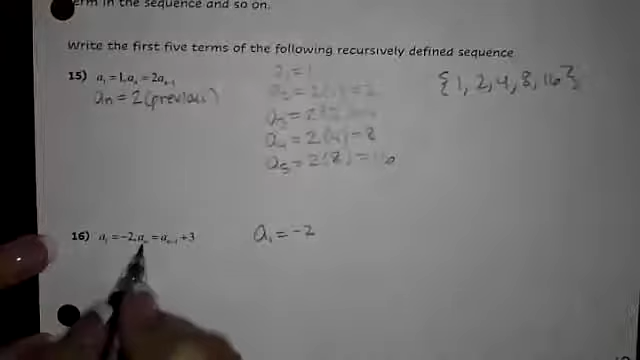 erm in the sequence and so on.
Write the first five terms of the following recursively defined sequence.
15) a₁ = 1, aₙ = 2aₙ₋₁
an = 2 (previous)
a₁ = 1
a₂ = 2(1) = 2
a₃ = 2(2)
a₄ = 2(4) = 8
a₅ = 2(8) = 16
{1, 2, 4, 8, 16}
16) a₁ = -2, aₙ = aₙ₋₁ + 3
a₁ = -2